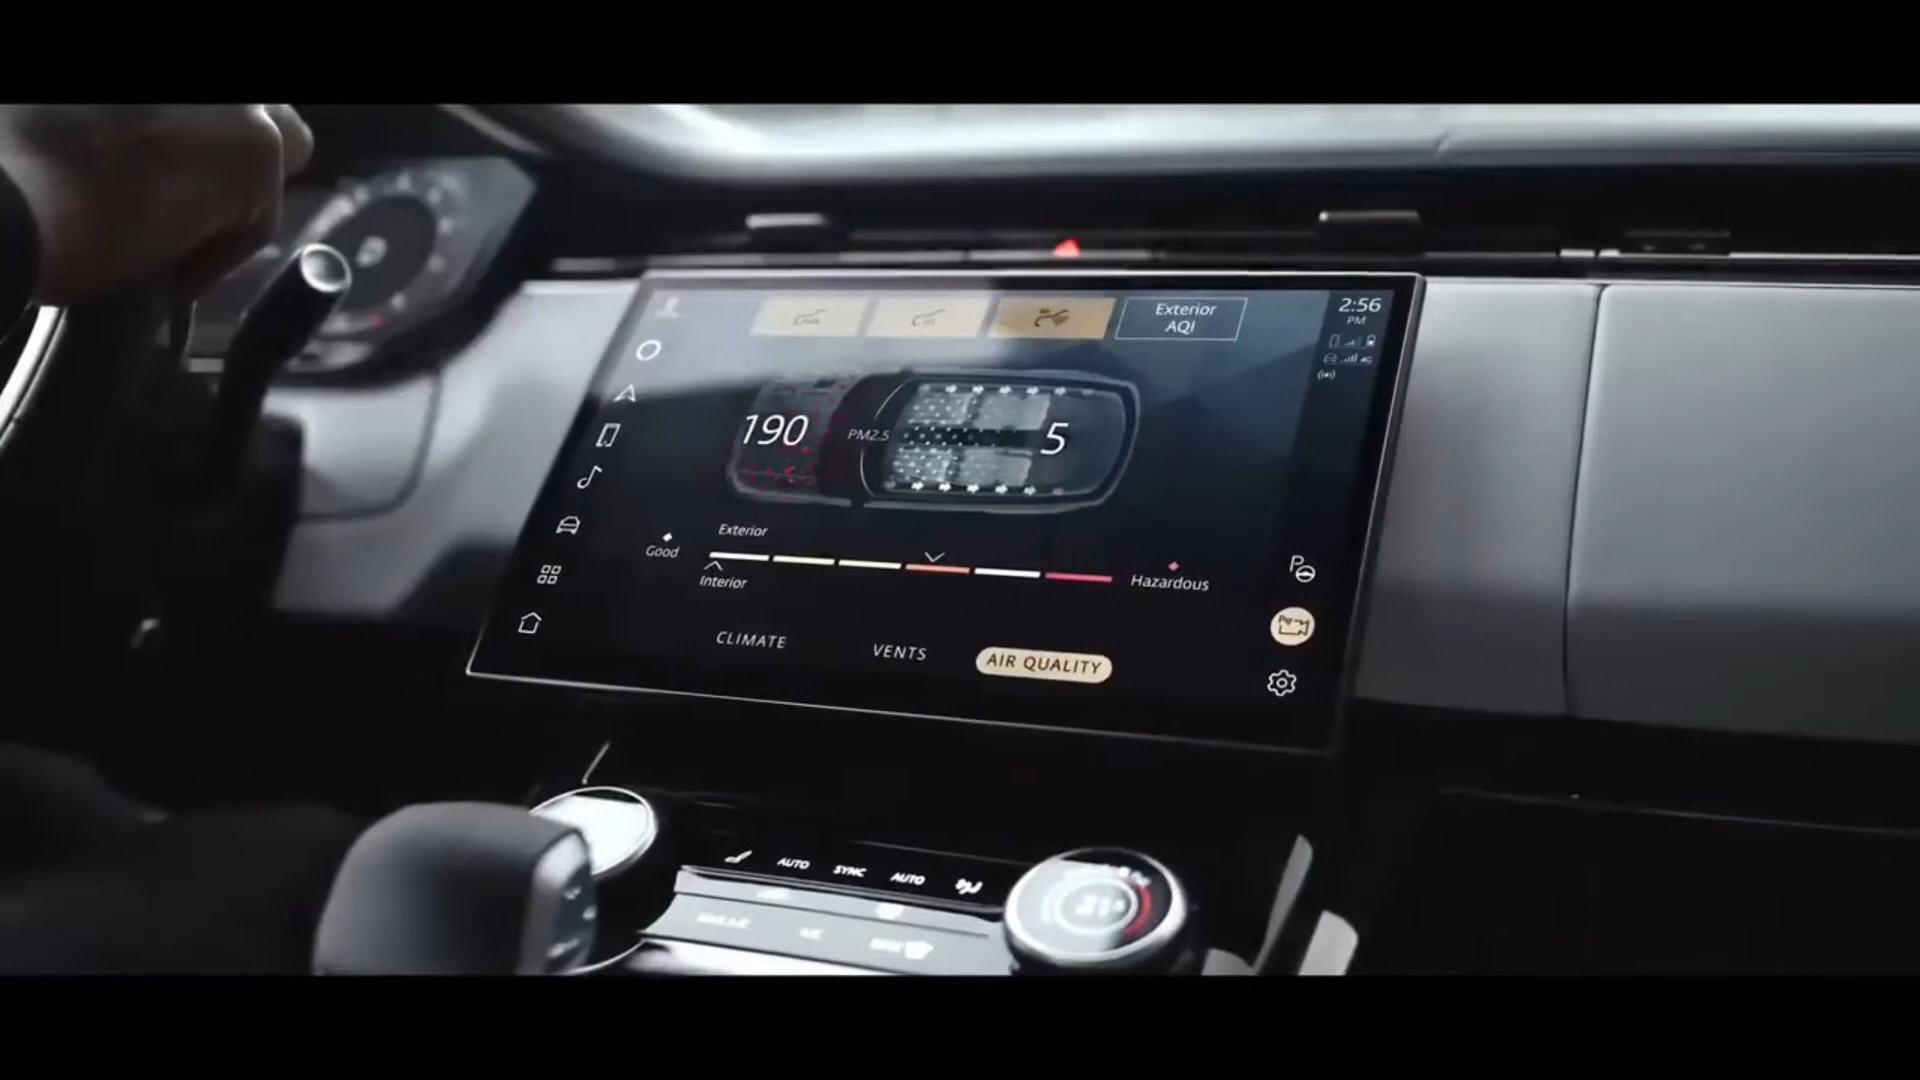 Exterior
AQI
2:56
PM
4G
190
PM2.5
5
Exterior
Good
Hazardous
Interior
CLIMATE
VENTS
AIR QUALITY
AUTO
SYNC
AUTO